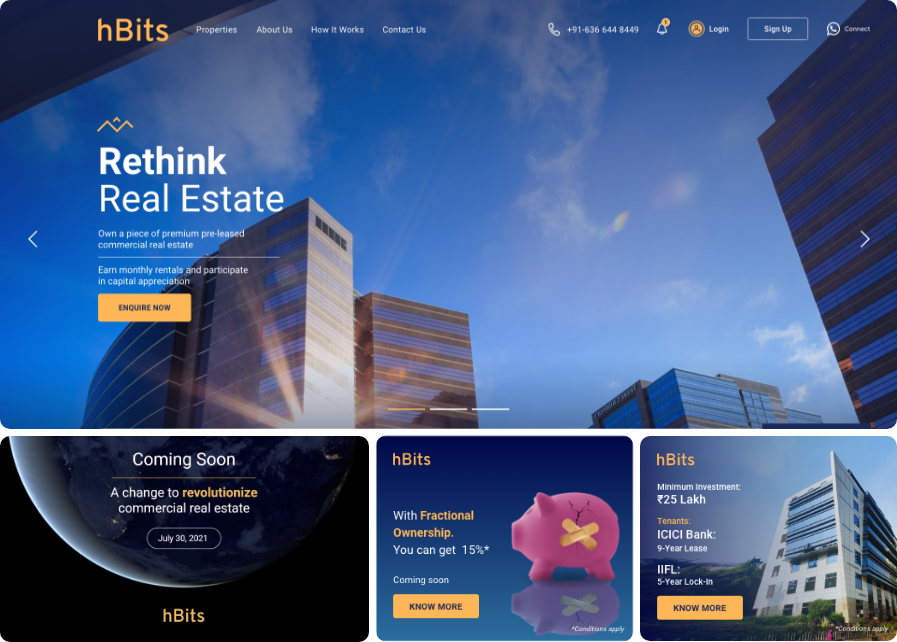 hBits
Properties
About Us
How It Works
Contact Us
+91-636 644 8449
Login
Sign Up
Connect
Rethink
Real Estate
Own a piece of premium pre-leased
commercial real estate
Earn monthly rentals and participate
in capital appreciation
ENQUIRE NOW
Coming Soon
A change to revolutionize
commercial real estate
July 30, 2021
hBits
hBits
With Fractional
Ownership.
You can get 15%*
Coming soon
KNOW MORE
*Conditions apply
hBits
Minimum Investment:
₹25 Lakh
Tenants:
ICICI Bank:
9-Year Lease
IIFL:
5-Year Lock-In
KNOW MORE
*Conditions apply